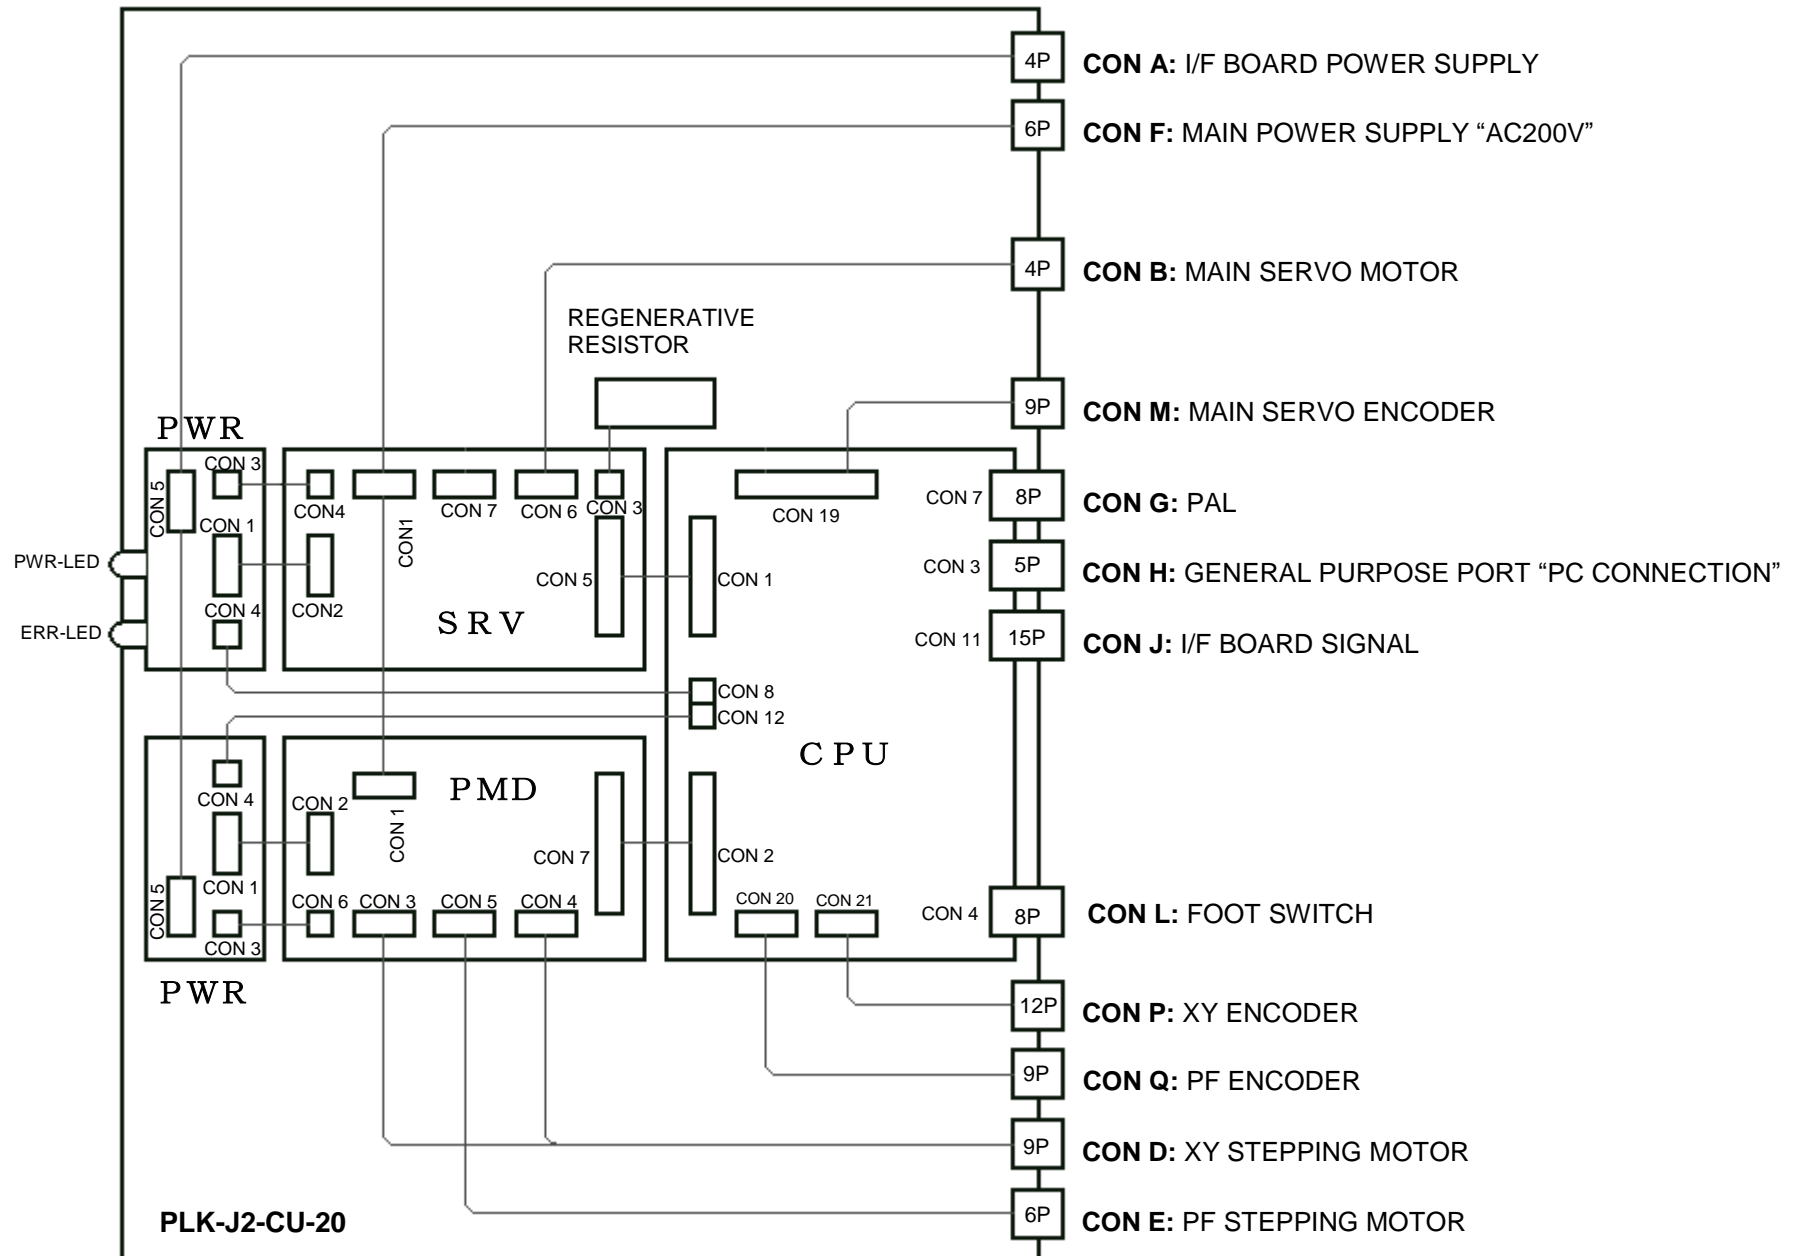 4P CON A: I/F BOARD POWER SUPPLY
6P CON F: MAIN POWER SUPPLY “AC200V”
4P CON B: MAIN SERVO MOTOR
REGENERATIVE
RESISTOR
9P CON M: MAIN SERVO ENCODER
PWR
CON 3
CON 5
CON 1
CON 4
PWR-LED
ERR-LED
CON4
CON1
CON 7
CON 6
CON 3
CON2
CON 5
SRV
CON 19
CON 1
CON 8
CON 12
CPU
CON 2
CON 20
CON 21
CON 7 8P CON G: PAL
CON 3 5P CON H: GENERAL PURPOSE PORT “PC CONNECTION”
CON 11 15P CON J: I/F BOARD SIGNAL
CON 4 8P CON L: FOOT SWITCH
CON 4
CON 1
CON 5
CON 3
PWR
CON 2
CON 1
PMD
CON 7
CON 6
CON 3
CON 5
CON 4
12P CON P: XY ENCODER
9P CON Q: PF ENCODER
9P CON D: XY STEPPING MOTOR
6P CON E: PF STEPPING MOTOR
PLK-J2-CU-20